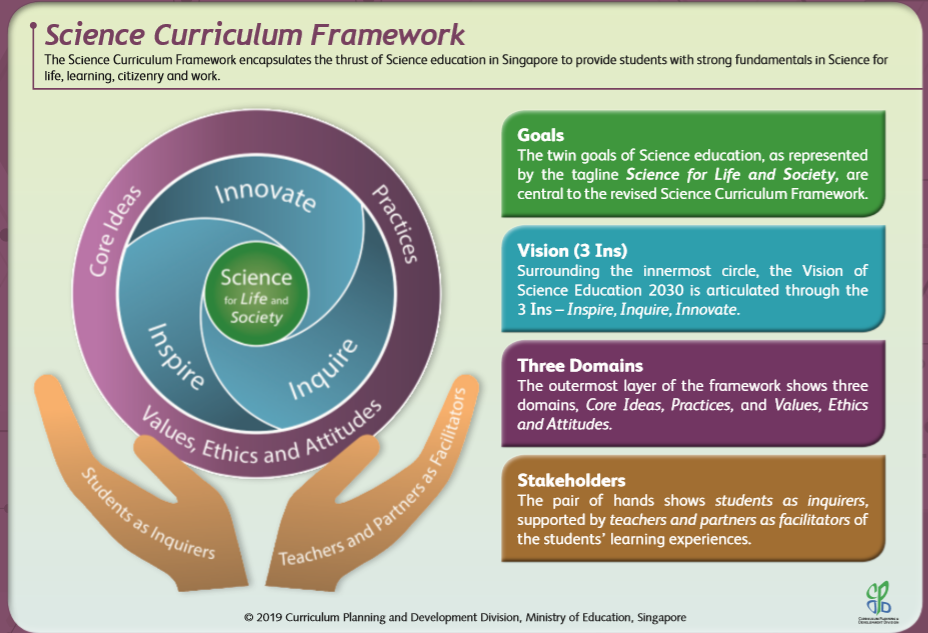 Science Curriculum Framework
The Science Curriculum Framework encapsulates the thrust of Science education in Singapore to provide students with strong fundamentals in Science for
life, learning, citizenry and work.
Core Ideas
Practices
Values, Ethics and Attitudes
Innovate
Inspire
Inquire
Science
for Life and
Society
Students as Inquirers
Teachers and Partners as Facilitators
Goals
The twin goals of Science education, as represented
by the tagline Science for Life and Society, are
central to the revised Science Curriculum Framework.
Vision (3 Ins)
Surrounding the innermost circle, the Vision of
Science Education 2030 is articulated through the
3 Ins – Inspire, Inquire, Innovate.
Three Domains
The outermost layer of the framework shows three
domains, Core Ideas, Practices, and Values, Ethics
and Attitudes.
Stakeholders
The pair of hands shows students as inquirers,
supported by teachers and partners as facilitators of
the students' learning experiences.
© 2019 Curriculum Planning and Development Division, Ministry of Education, Singapore
CURRICULUM PLANNING &
DEVELOPMENT DIVISION